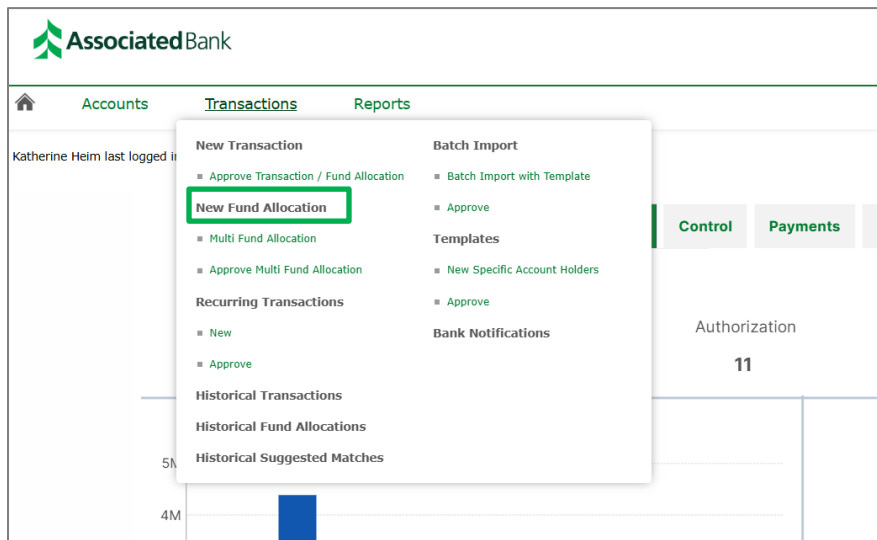 Associated Bank
Accounts Transactions Reports
Katherine Heim last logged i
New Transaction
Approve Transaction / Fund Allocation
New Fund Allocation
Multi Fund Allocation
Approve Multi Fund Allocation
Recurring Transactions
New
Approve
Historical Transactions
Historical Fund Allocations
Historical Suggested Matches
Batch Import
Batch Import with Template
Approve
Templates
New Specific Account Holders
Approve
Bank Notifications
Control Payments
Authorization
11
5M
4M